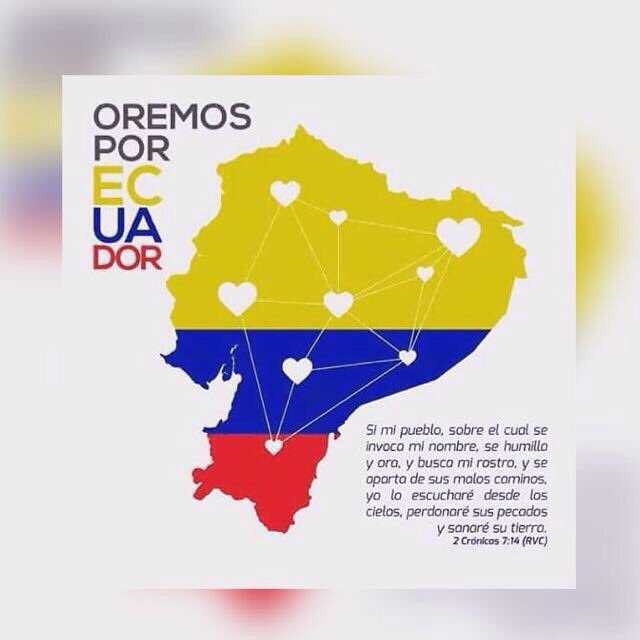 OREMOS
POR
EC
UA
DOR
Si mi pueblo, sobre el cual se
invoca mi nombre, se humilla
y ora, y busca mi rostro, y se
aparta de sus malos caminos,
yo lo escucharé desde los
cielos, perdonaré sus pecados
y sanaré su tierra.
2 Crónicas 7:14 (RVC)